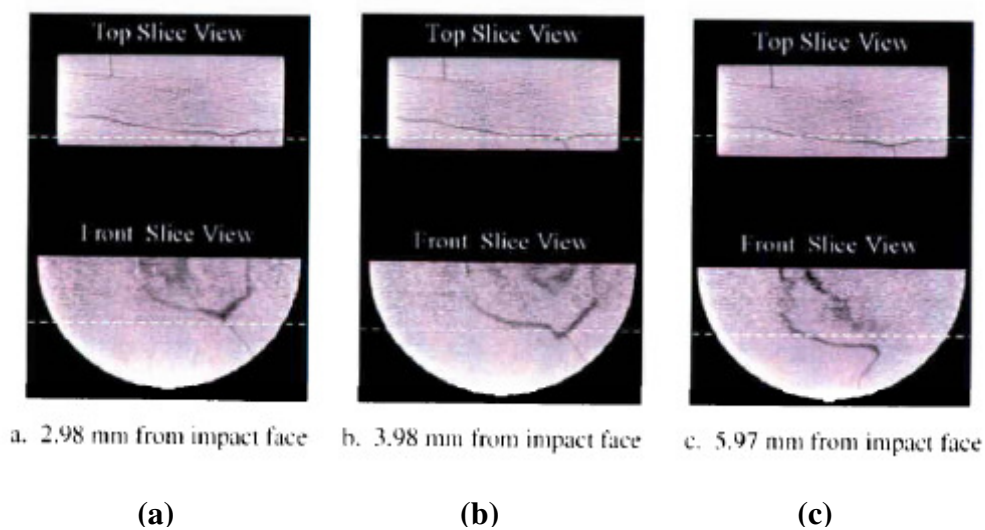 Top Slice View
Top Slice View
Top Slice View
Front Slice View
Front Slice View
Front Slice View
a. 2.98 mm from impact face
b. 3.98 mm from impact face
c. 5.97 mm from impact face
(a)
(b)
(c)